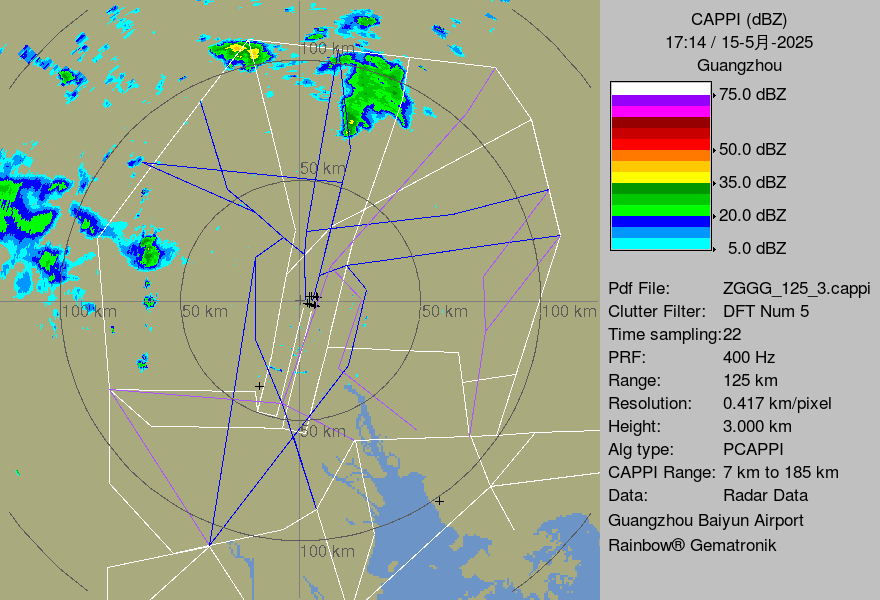 CAPPI (dBZ)
17:14 / 15-5月-2025
Guangzhou
75.0 dBZ
50.0 dBZ
35.0 dBZ
20.0 dBZ
5.0 dBZ
100 km
50 km
100 km
50 km
50 km
100 km
50 km
100 km
Pdf File: ZGGG_125_3.cappi
Clutter Filter: DFT Num 5
Time sampling:22
PRF: 400 Hz
Range: 125 km
Resolution: 0.417 km/pixel
Height: 3.000 km
Alg type: PCAPPI
CAPPI Range: 7 km to 185 km
Data: Radar Data
Guangzhou Baiyun Airport
Rainbow® Gematronik